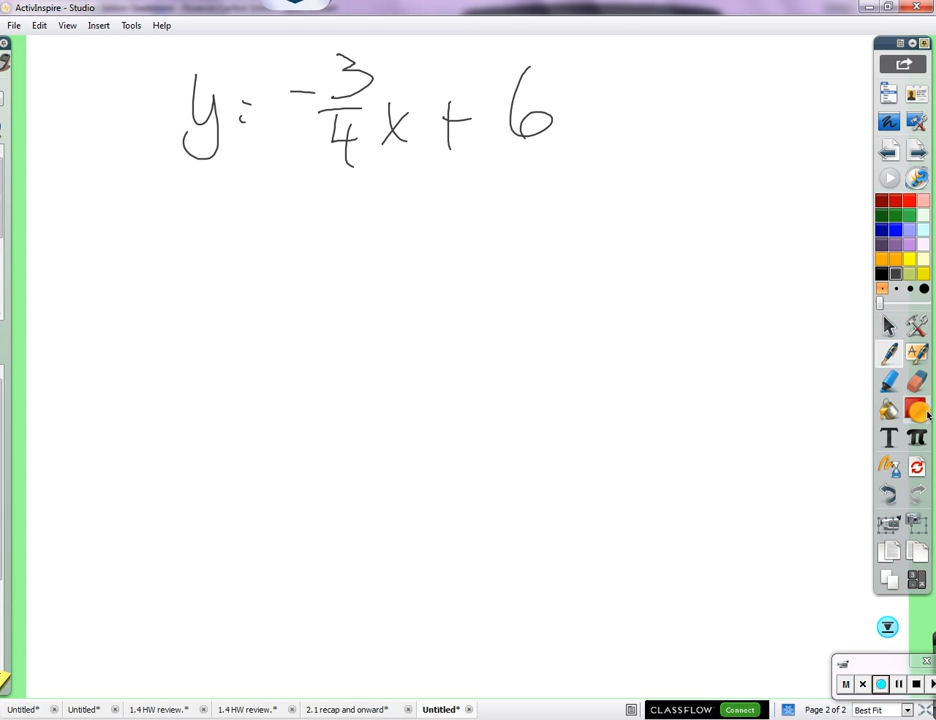 ActivInspire - Studio
File Edit View Insert Tools Help
y = -3/4 x + 6
T π
Untitled* Untitled* 1.4 HW review.* 1.4 HW review.* 2.1 recap and onward* Untitled* CLASSFLOW Connect Page 2 of 2 Best Fit
M